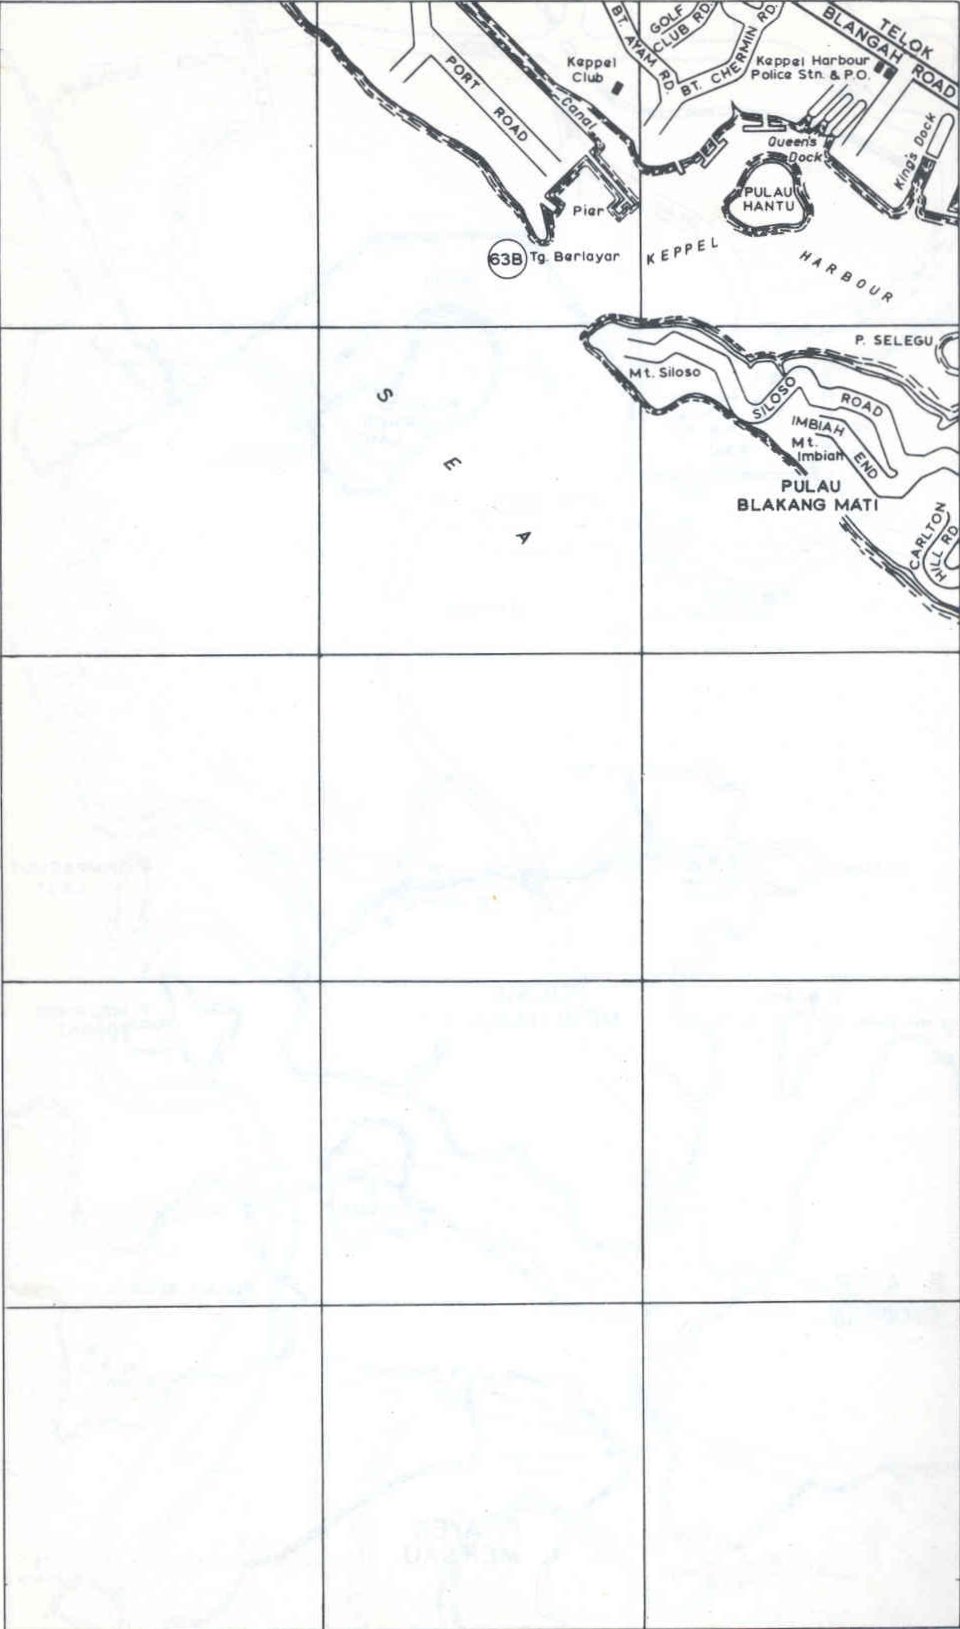 TELOK
BLANGAH ROAD
GOLF
CLUB RD.
BT. AYAM RD.
BT. CHERMIN RD.
Keppel Harbour
Police Stn. & P.O.
Keppel
Club
PORT
ROAD
Canal
Queen's
Dock
King's Dock
PULAU
HANTU
Pier
63B
Tg. Berlayar
KEPPEL
HARBOUR
P. SELEGU
Mt. Siloso
SILOSO
ROAD
IMBIAH
END
Mt.
Imbiah
PULAU
BLAKANG MATI
CARLTON
HILL RD.
SEA